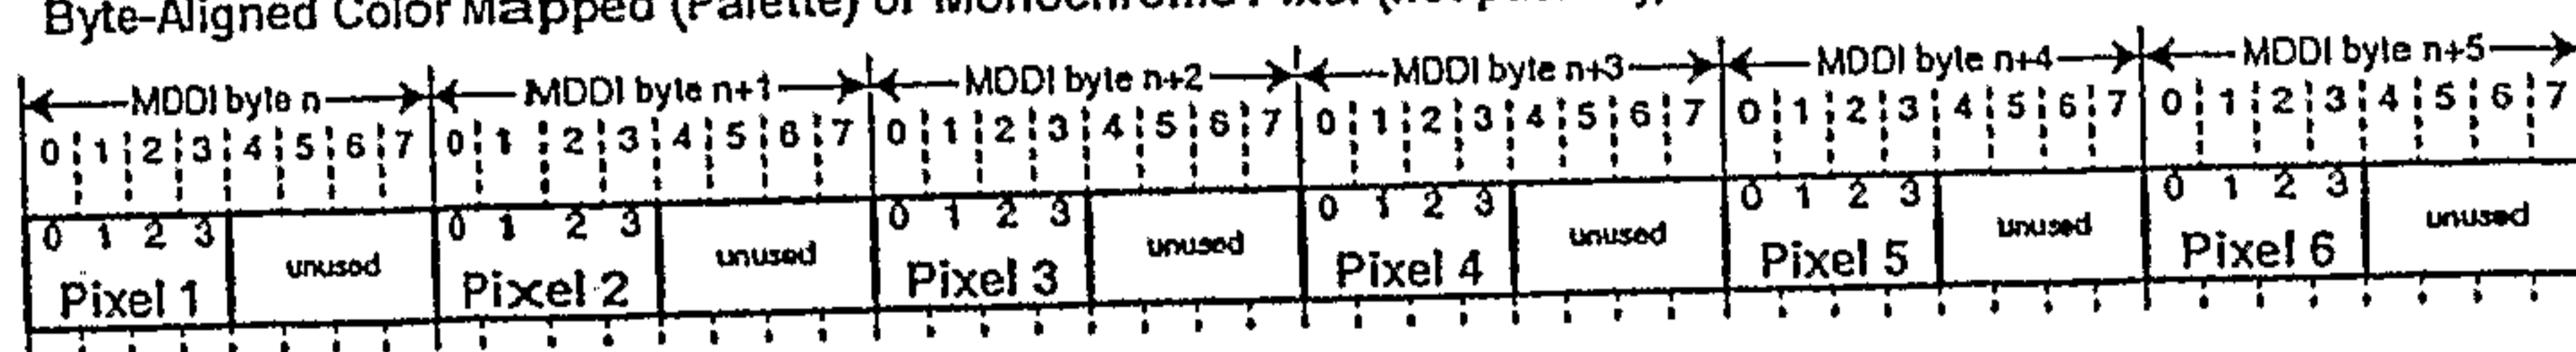 Byte-Aligned Color Mapped (Palette) or Monochrome Pixel
MDDI byte n MDDI byte n+1 MDDI byte n+2 MDDI byte n+3 MDDI byte n+4 MDDI byte n+5
0 1 2 3 4 5 6 7 0 1 2 3 4 5 6 7 0 1 2 3 4 5 6 7 0 1 2 3 4 5 6 7 0 1 2 3 4 5 6 7 0 1 2 3 4 5 6 7
0 1 2 3 0 1 2 3 0 1 2 3 0 1 2 3 0 1 2 3 0 1 2 3
unused unused unused unused unused unused
Pixel 1 Pixel 2 Pixel 3 Pixel 4 Pixel 5 Pixel 6